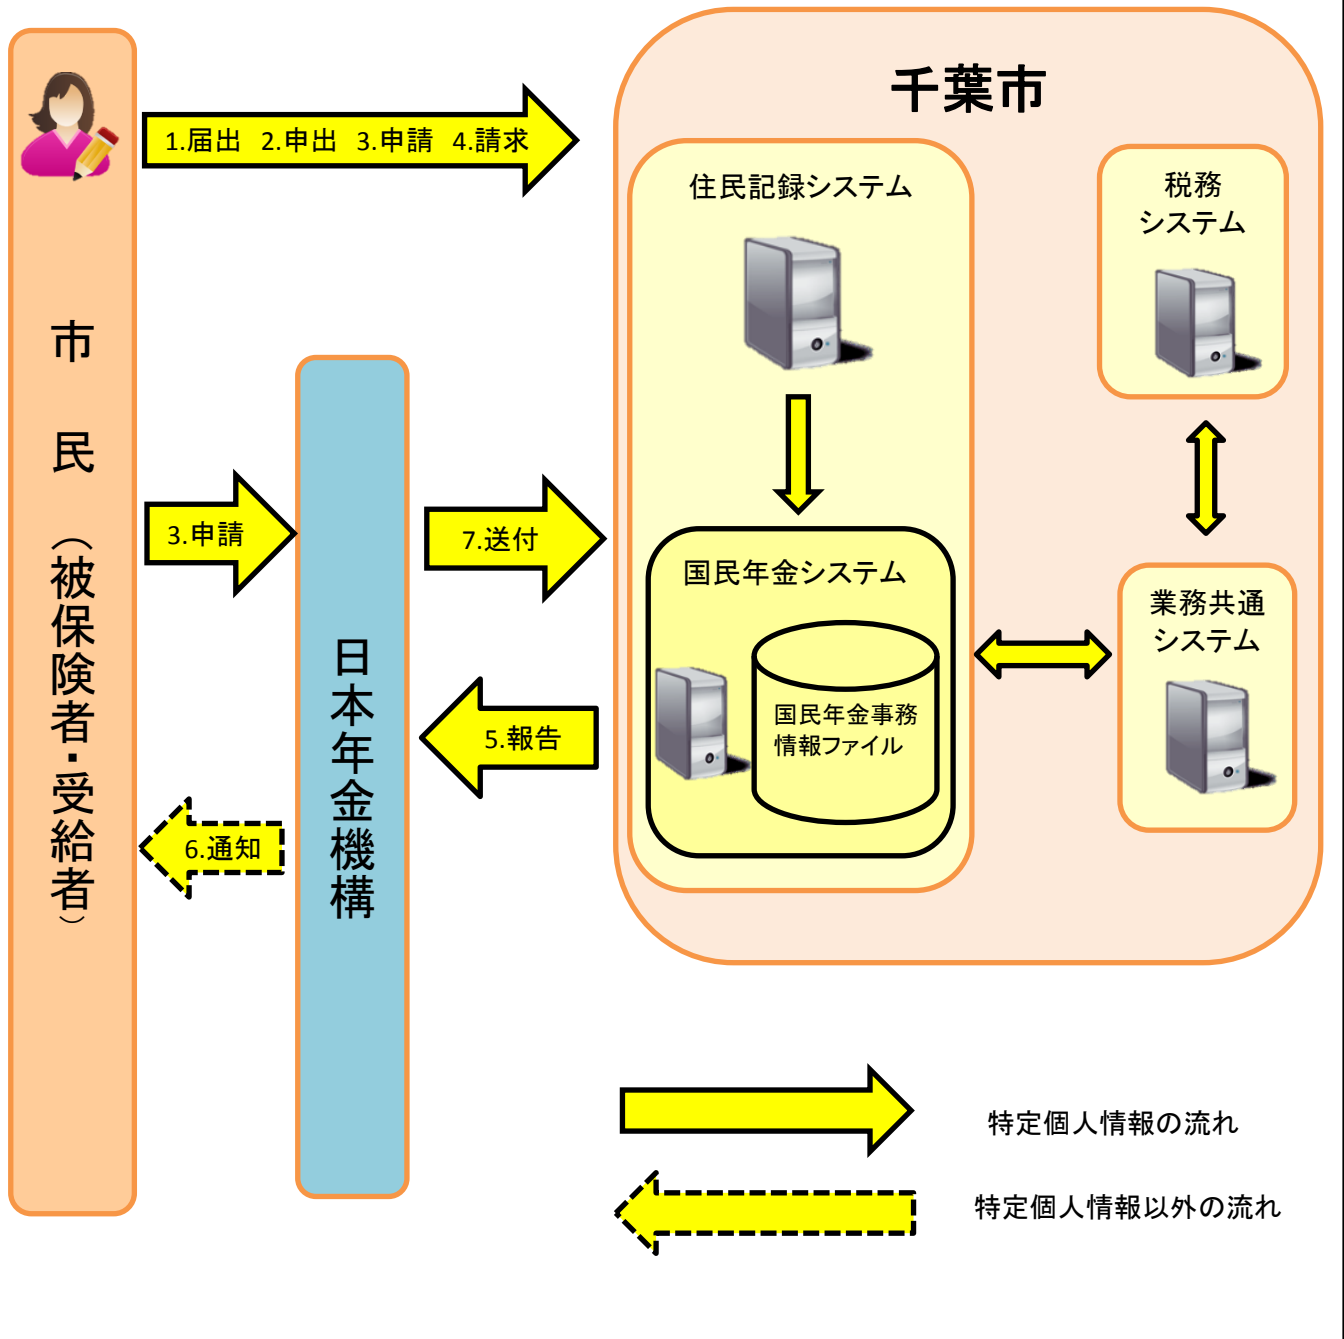 千葉市
1.届出 2.申出 3.申請 4.請求
住民記録システム
税務
システム
市民（被保険者・受給者）
3.申請
7.送付
国民年金システム
業務共通
システム
日本年金機構
国民年金事務
情報ファイル
5.報告
6.通知
特定個人情報の流れ
特定個人情報以外の流れ